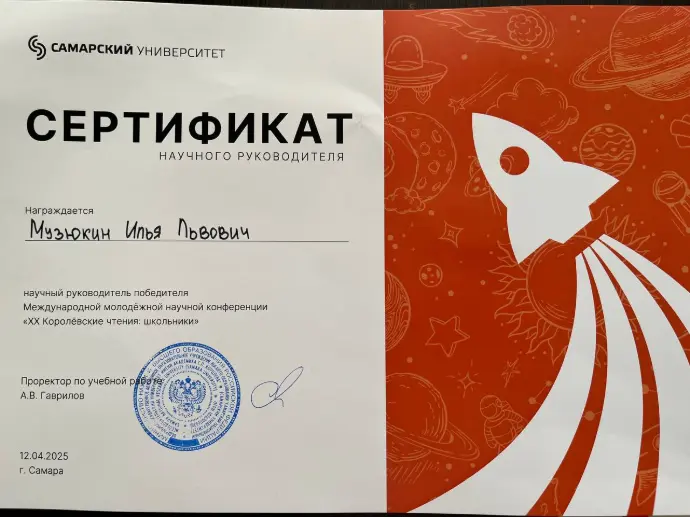 САМАРСКИЙ УНИВЕРСИТЕТ
СЕРТИФИКАТ
НАУЧНОГО РУКОВОДИТЕЛЯ
Награждается
Музюкин Илья Львович
научный руководитель победителя
Международной молодёжной научной конференции
«XX Королёвские чтения: школьники»
Проректор по учебной работе
А.В. Гаврилов
12.04.2025
г. Самара